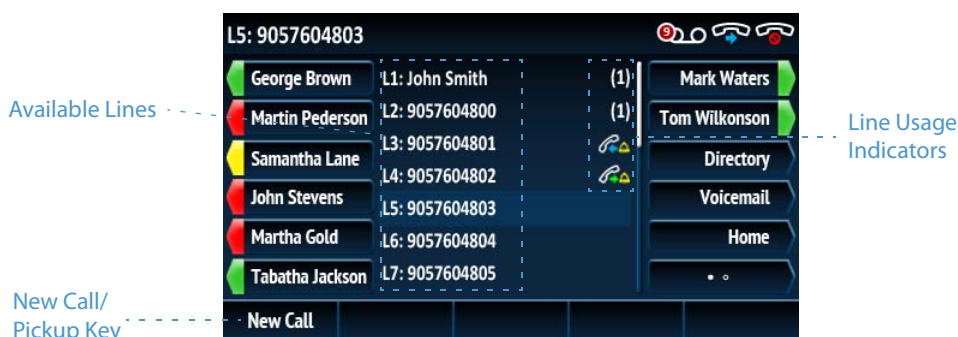 L5: 9057604803
9
George Brown
Martin Pederson
Samantha Lane
John Stevens
Martha Gold
Tabatha Jackson
L1: John Smith (1)
L2: 9057604800 (1)
L3: 9057604801
L4: 9057604802
L5: 9057604803
L6: 9057604804
L7: 9057604805
Mark Waters
Tom Wilkonson
Directory
Voicemail
Home
New Call
Available Lines
Line Usage
Indicators
New Call/
Pickup Key